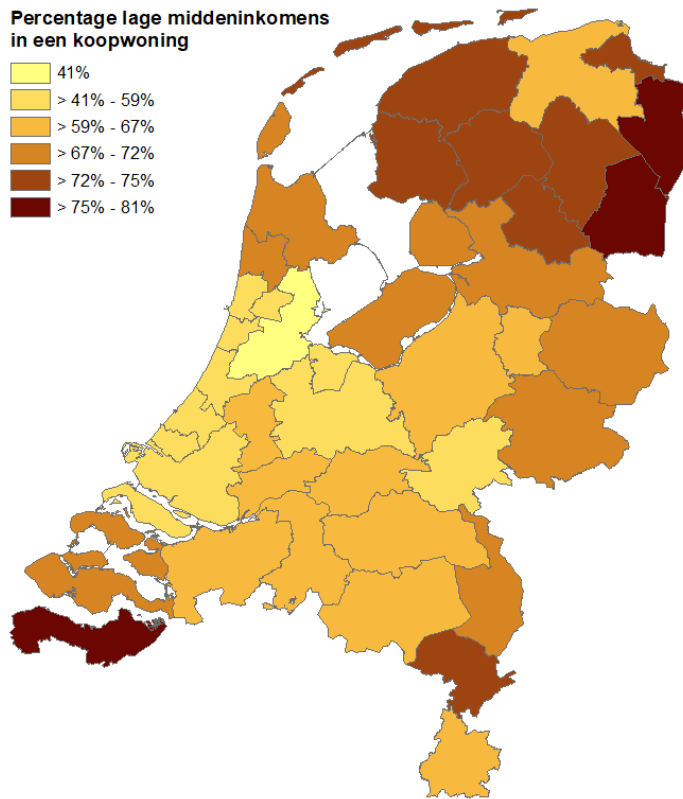 Percentage lage middeninkomens
in een koopwoning
41%
> 41% - 59%
> 59% - 67%
> 67% - 72%
> 72% - 75%
> 75% - 81%